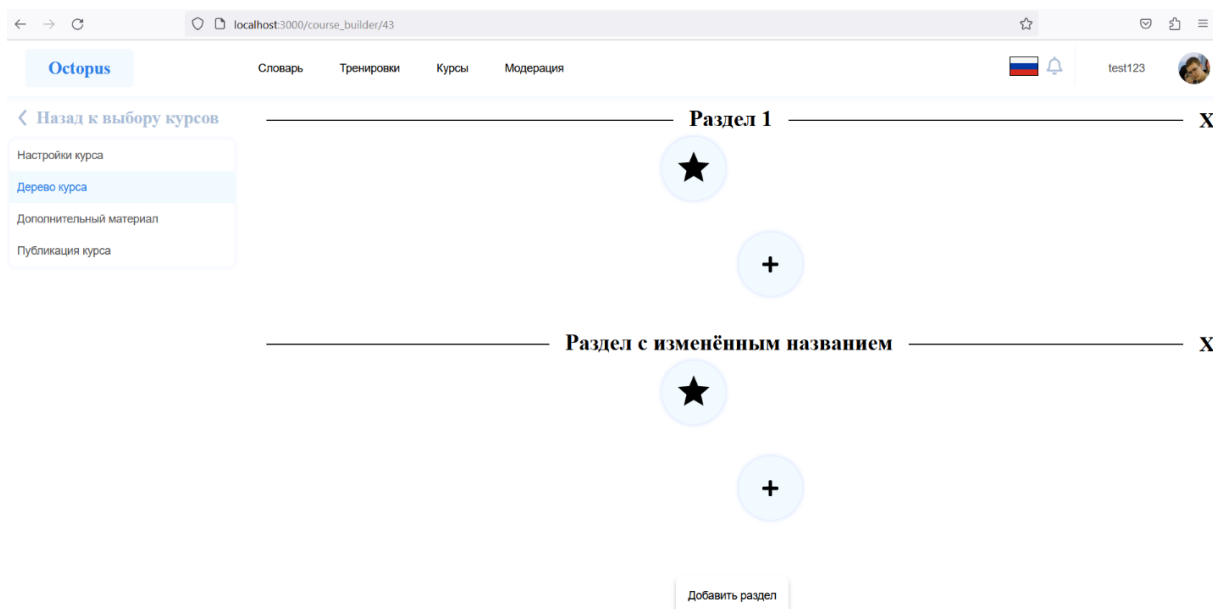 localhost:3000/course_builder/43
Octopus
Словарь
Тренировки
Курсы
Модерация
test123
Назад к выбору курсов
Настройки курса
Дерево курса
Дополнительный материал
Публикация курса
Раздел 1
X
Раздел с изменённым названием
X
Добавить раздел